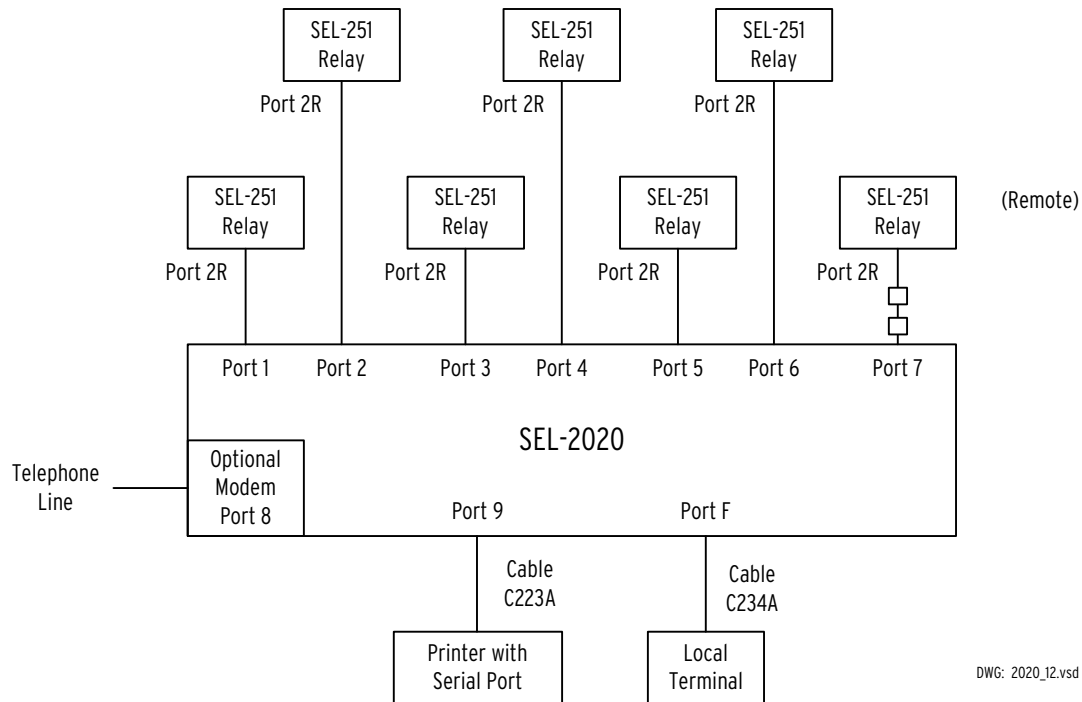 SEL-251
Relay
SEL-251
Relay
SEL-251
Relay
Port 2R
Port 2R
Port 2R
SEL-251
Relay
SEL-251
Relay
SEL-251
Relay
SEL-251
Relay
(Remote)
Port 2R
Port 2R
Port 2R
Port 2R
Port 1
Port 2
Port 3
Port 4
Port 5
Port 6
Port 7
SEL-2020
Telephone
Line
Optional
Modem
Port 8
Port 9
Port F
Cable
C223A
Cable
C234A
Printer with
Serial Port
Local
Terminal
DWG: 2020_12.vsd